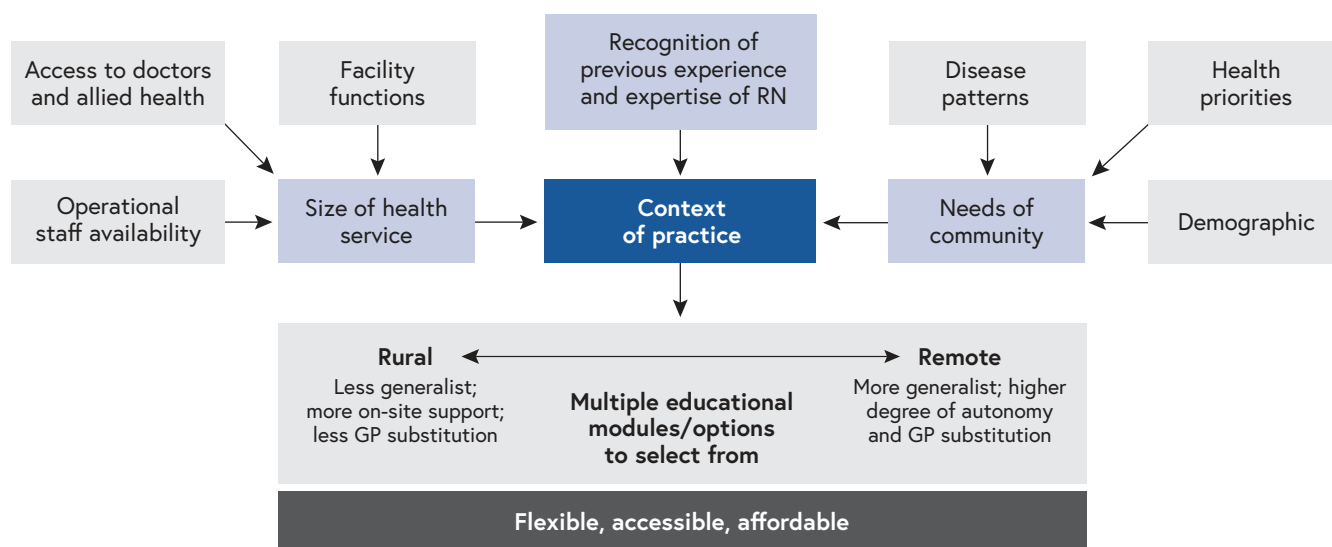 Access to doctors
and allied health
Facility
functions
Recognition of
previous experience
and expertise of RN
Disease
patterns
Health
priorities
Operational
staff availability
Size of health
service
Context
of practice
Needs of
community
Demographic
Rural
Less generalist;
more on-site support;
less GP substitution
Multiple educational
modules/options
to select from
Remote
More generalist; higher
degree of autonomy
and GP substitution
Flexible, accessible, affordable